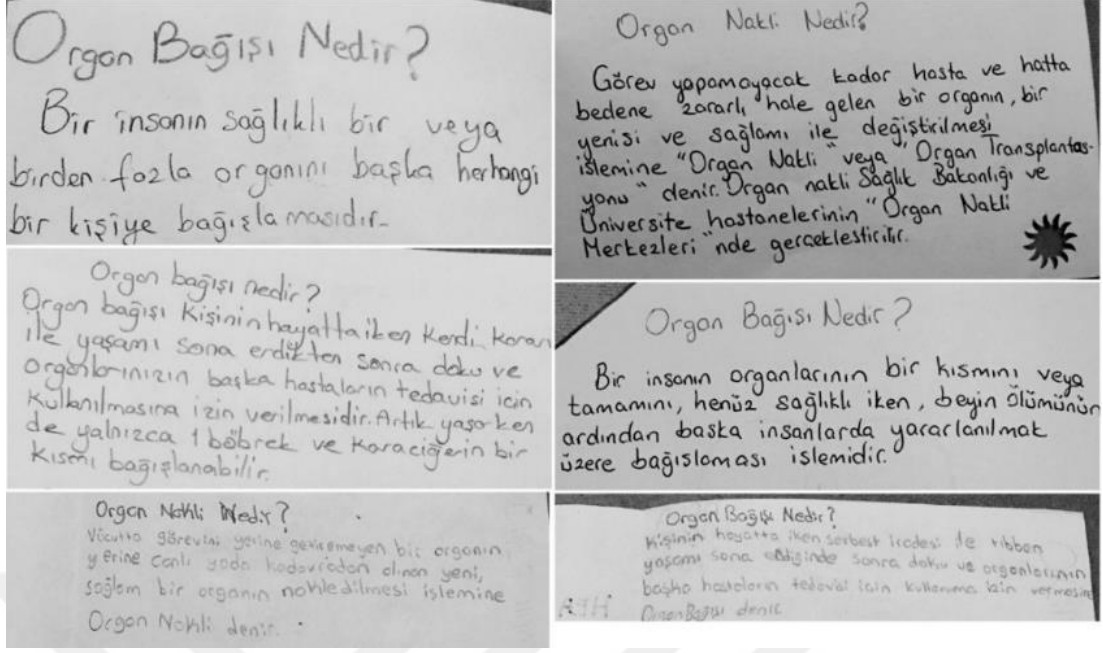 Organ Bağışı Nedir?
Bir insanın sağlıklı bir veya
birden fazla organını başka herhangi
bir kişiye bağışlamasıdır.
Organ Nakli Nedir?
Görev yapamayacak kadar hasta ve hatta
bedene zararlı hale gelen bir organın, bir
yenisi ve sağlamı ile değiştirilmesi
işlemine "Organ Nakli" veya "Organ Transplantas-
yonu" denir. Organ nakli Sağlık Bakanlığı ve
Üniversite hastanelerinin "Organ Nakli
Merkezleri"nde gerçekleştirilir.
Organ bağışı nedir?
Organ bağışı kişinin hayatta iken kendi kararı
ile yaşamı sona erdikten sonra doku ve
organlarınızın başka hastaların tedavisi için
kullanılmasına izin verilmesidir. Artık yaşarken
de yalnızca 1 böbrek ve karaciğerin bir
kısmı bağışlanabilir.
Organ Bağışı Nedir?
Bir insanın organlarının bir kısmını veya
tamamını, henüz sağlıklı iken, beyin ölümünün
ardından başka insanlarda yararlanılmak
üzere bağışlaması işlemidir.
Organ Nakli Nedir?
Vücutta görevini yerine getiremeyen bir organın
yerine canlı yada kadavradan alınan yeni,
sağlam bir organın nakledilmesi işlemine
Organ Nakli denir.
Organ Bağışı Nedir?
Kişinin hayatta iken serbest iradesi ile tıbben
yaşamı sona erdiğinde sonra doku ve organlarının
başka hastaların tedavisi için kullanıma izin vermesine
Organ Bağışı denir.